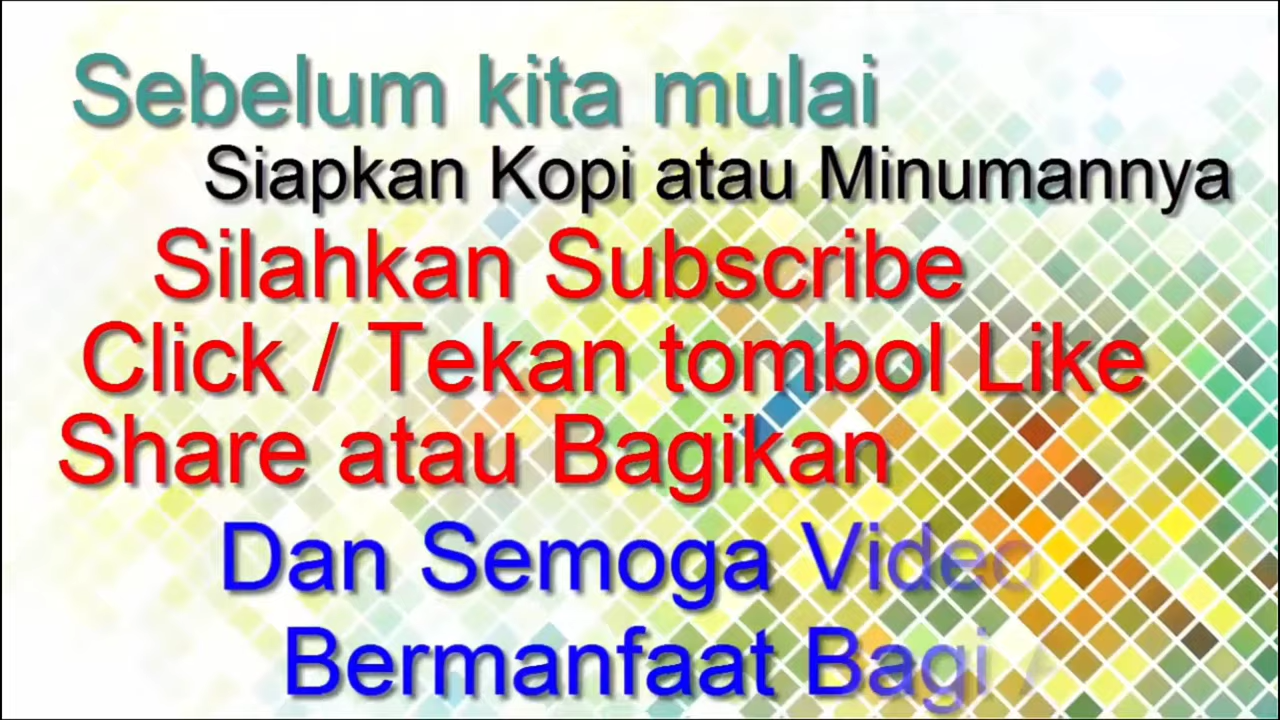 Sebelum kita mulai
Siapkan Kopi atau Minumannya
Silahkan Subscribe
Click / Tekan tombol Like
Share atau Bagikan
Dan Semoga Video
Bermanfaat Bagi